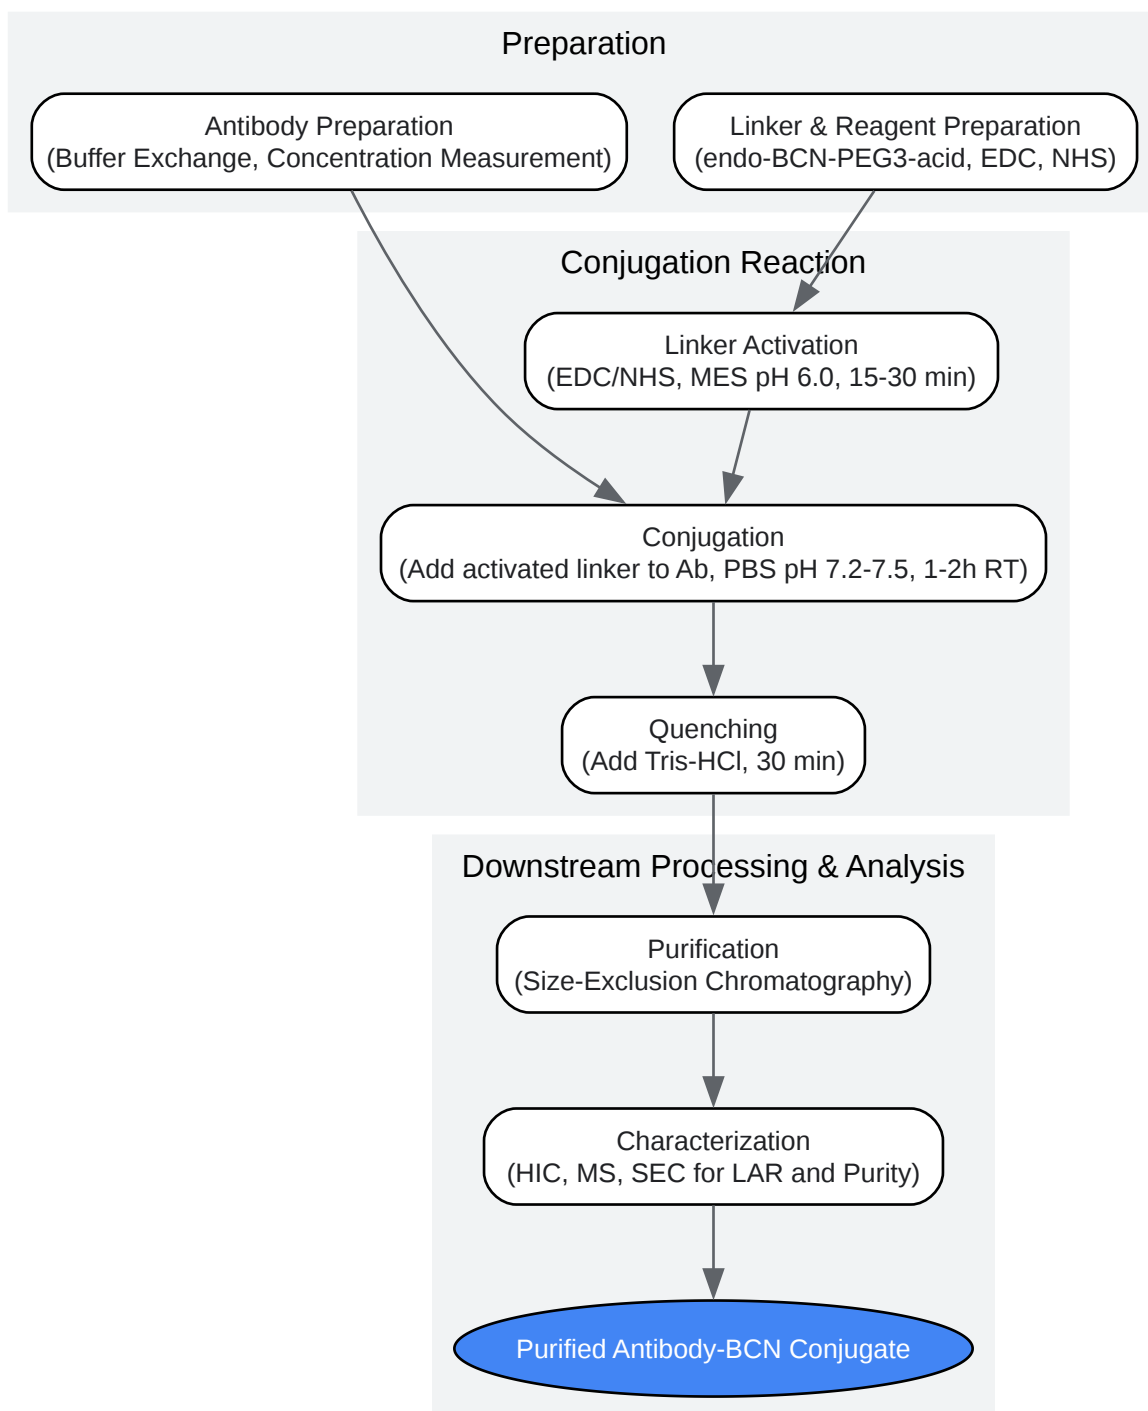 Preparation
Antibody Preparation
(Buffer Exchange, Concentration Measurement)
Linker & Reagent Preparation
(endo-BCN-PEG3-acid, EDC, NHS)
Conjugation Reaction
Linker Activation
(EDC/NHS, MES pH 6.0, 15-30 min)
Conjugation
(Add activated linker to Ab, PBS pH 7.2-7.5, 1-2h RT)
Quenching
(Add Tris-HCl, 30 min)
Downstream Processing & Analysis
Purification
(Size-Exclusion Chromatography)
Characterization
(HIC, MS, SEC for LAR and Purity)
Purified Antibody-BCN Conjugate